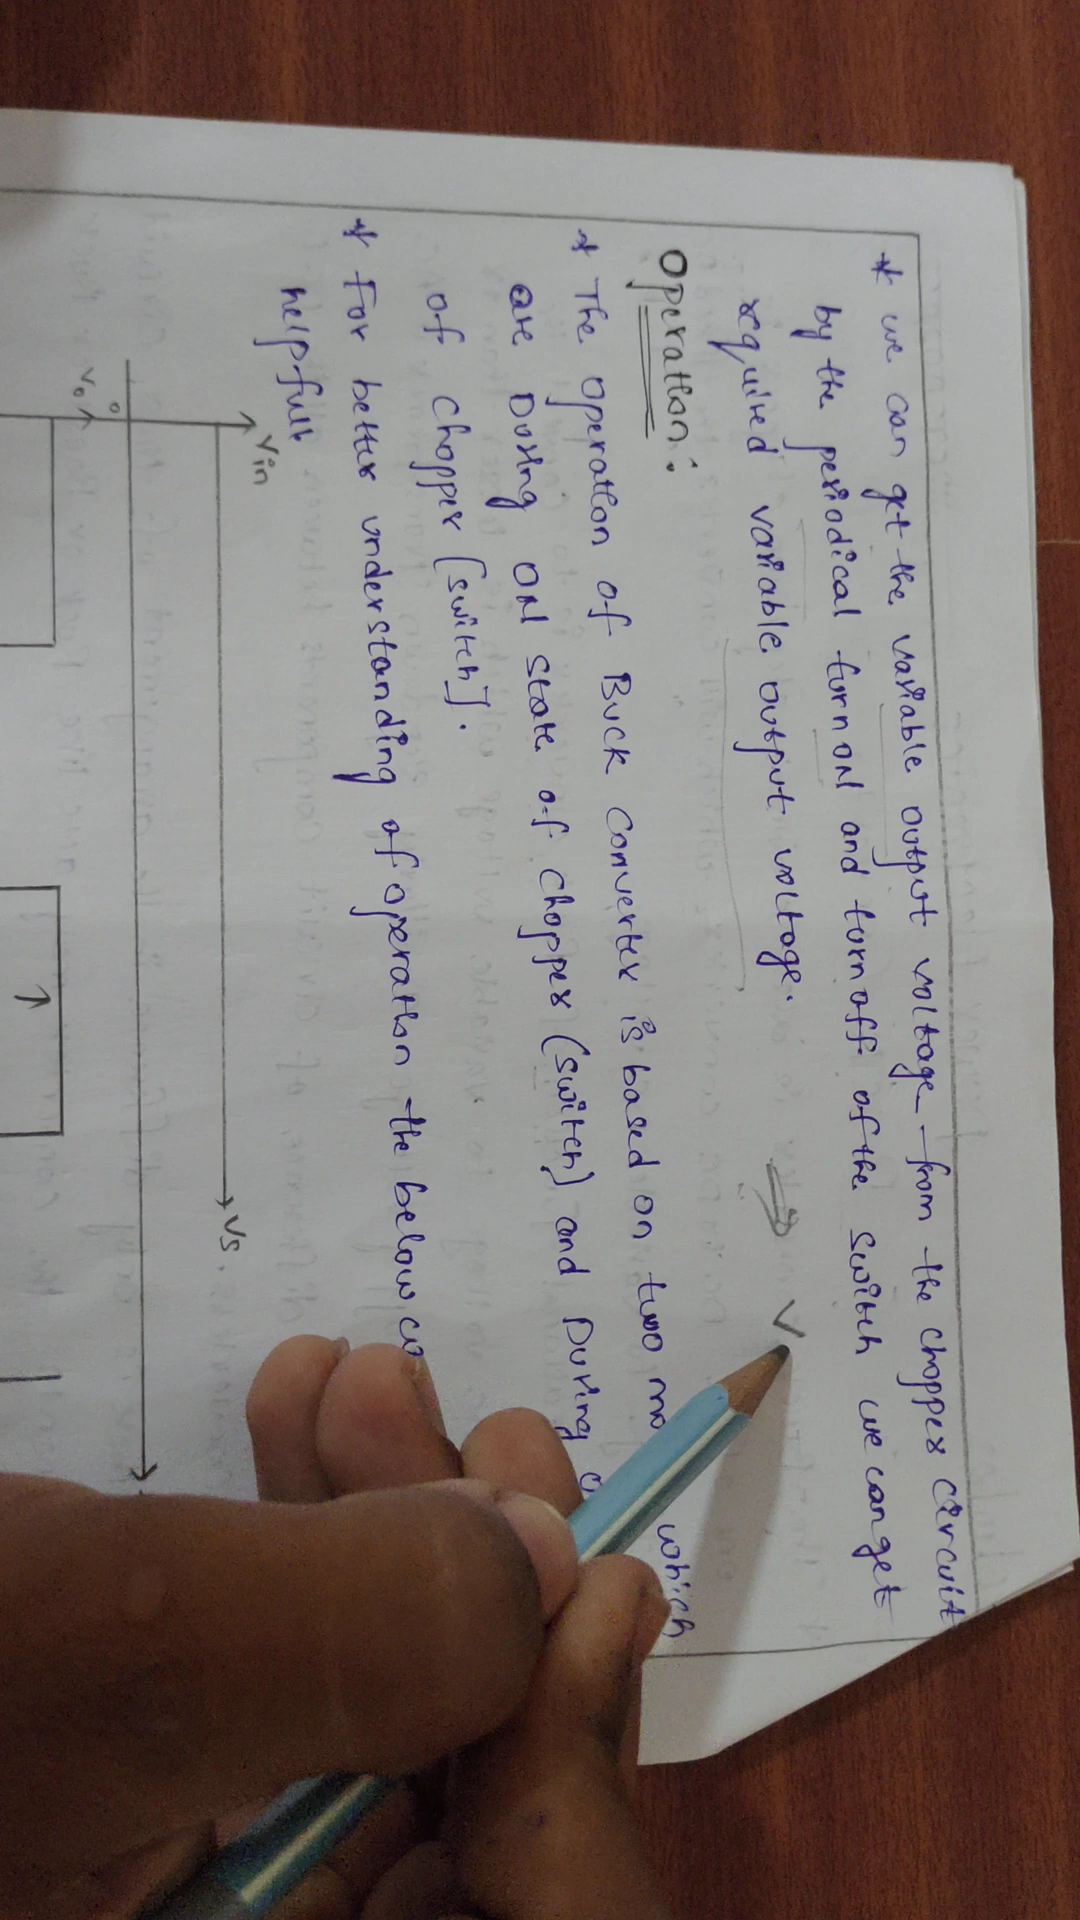 * we can get the variable output voltage from the chopper circuit
by the periodical turn ON and turn off of the switch we can get
required variable output voltage.
⇒ V
Operation:
* The operation of Buck converter is based on two which
are During ON state of chopper (switch) and During
of chopper [switch].
* For better understanding of operation the below
helpfull
Vin
Vs.
0
Vo